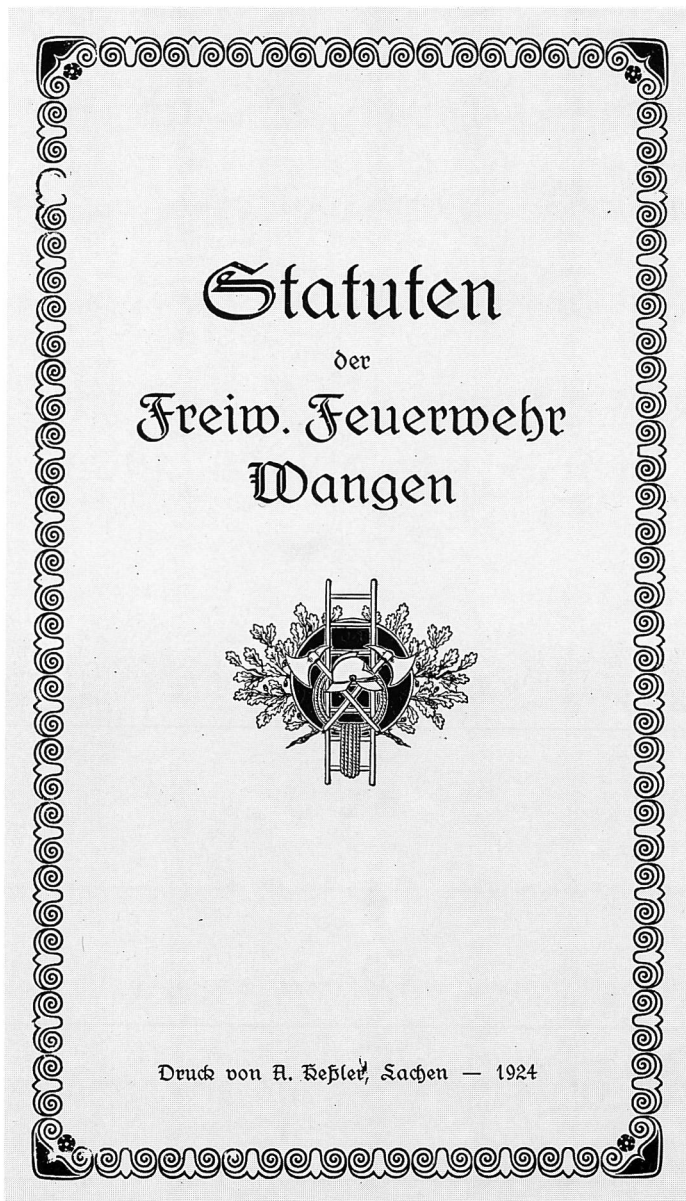 Statuten
der
Freiw. Feuerwehr
Wangen
Druck von A. Keßler, Lachen — 1924